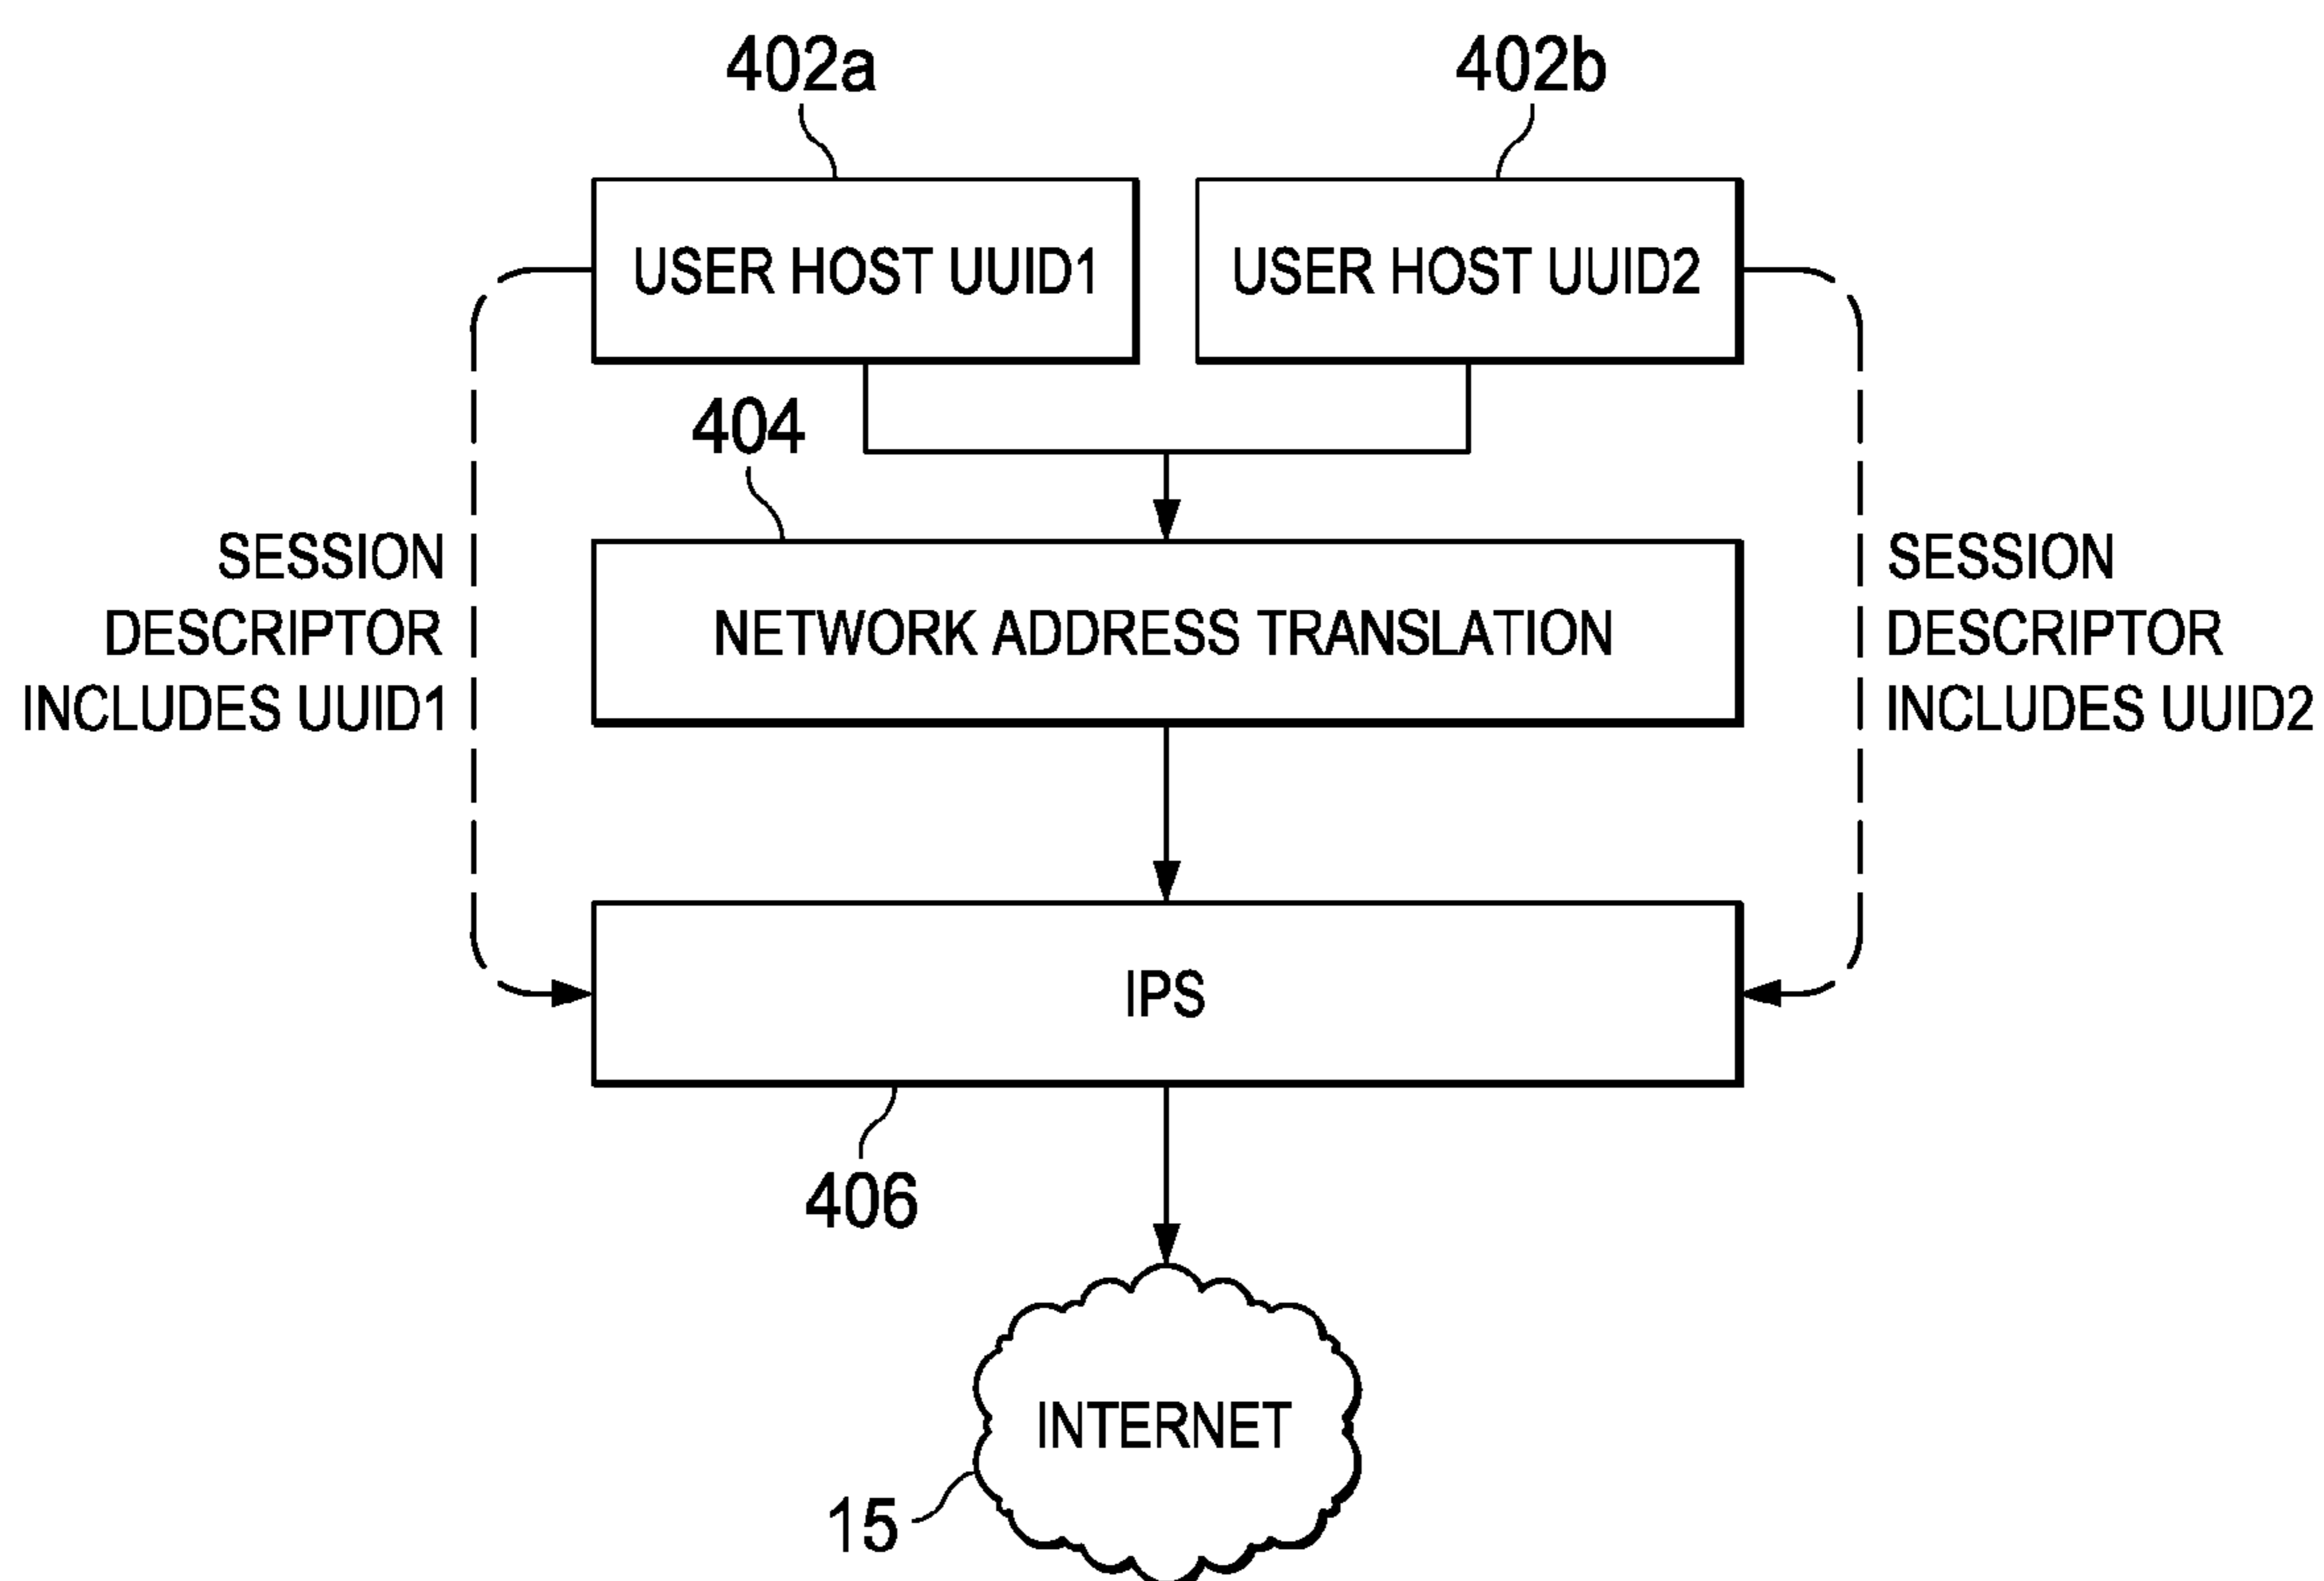 402a
402b
USER HOST UUID1
USER HOST UUID2
404
SESSION
DESCRIPTOR
INCLUDES UUID1
NETWORK ADDRESS TRANSLATION
SESSION
DESCRIPTOR
INCLUDES UUID2
IPS
406
INTERNET
15